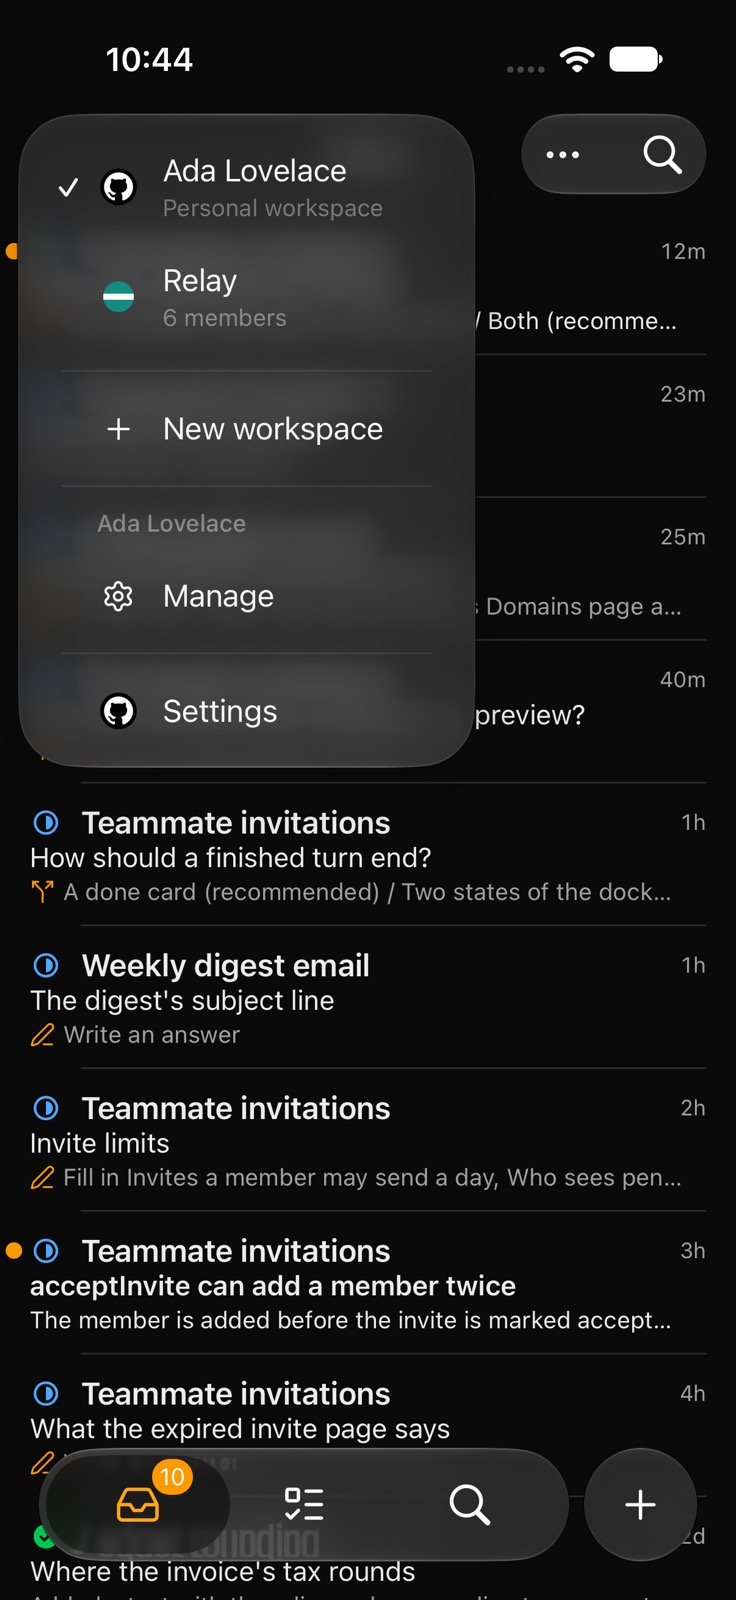 10:44
Ada Lovelace
Personal workspace
12m
Relay
6 members
/ Both (recomme...
23m
+ New workspace
Ada Lovelace
25m
Manage
Domains page a...
40m
Settings
preview?
Teammate invitations 1h
How should a finished turn end?
A done card (recommended) / Two states of the dock...
Weekly digest email 1h
The digest's subject line
Write an answer
Teammate invitations 2h
Invite limits
Fill in Invites a member may send a day, Who sees pen...
Teammate invitations 3h
acceptInvite can add a member twice
The member is added before the invite is marked accept...
Teammate invitations 4h
What the expired invite page says
10
2d
Where the invoice's tax rounds